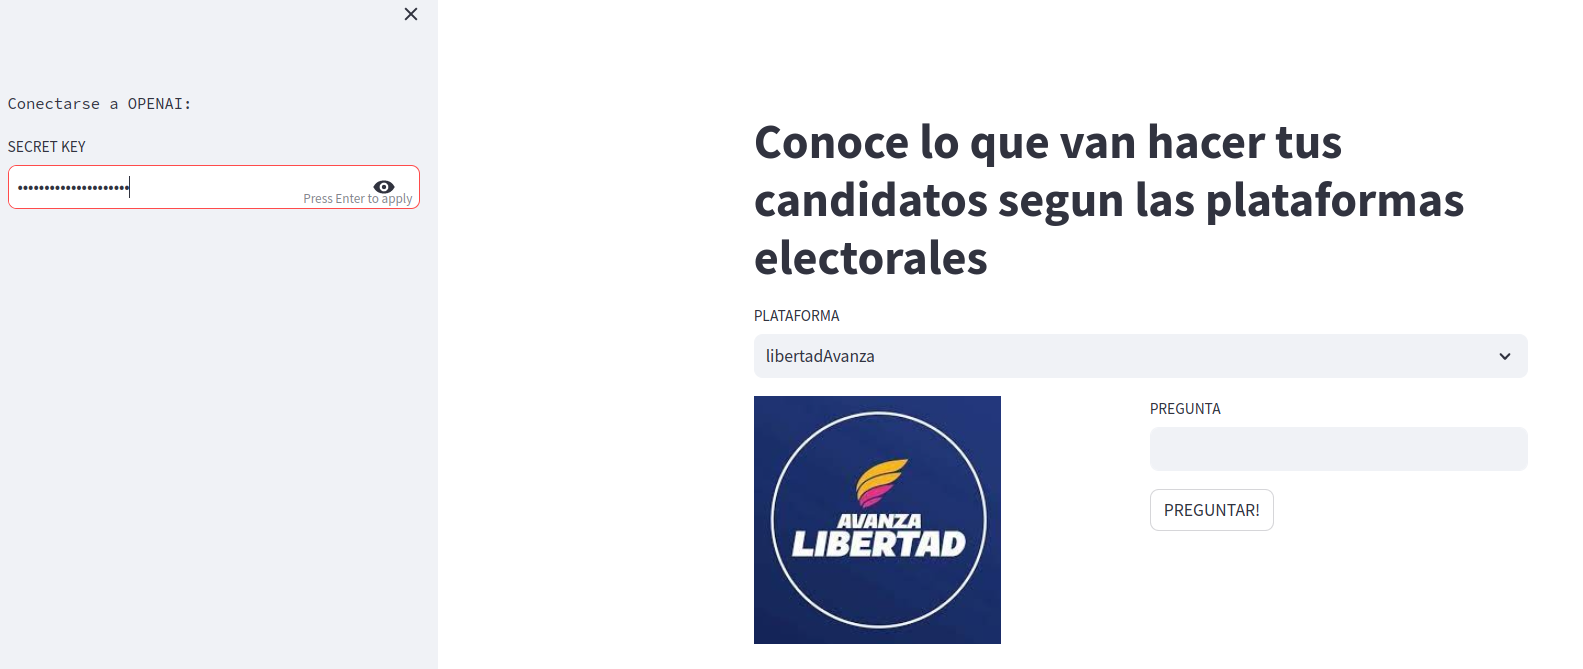 Conectarse a OPENAI:
SECRET KEY
•••••••••••••••••••••
Press Enter to apply
Conoce lo que van hacer tus
candidatos segun las plataformas
electorales
PLATAFORMA
libertadAvanza
AVANZA
LIBERTAD
PREGUNTA
PREGUNTAR!